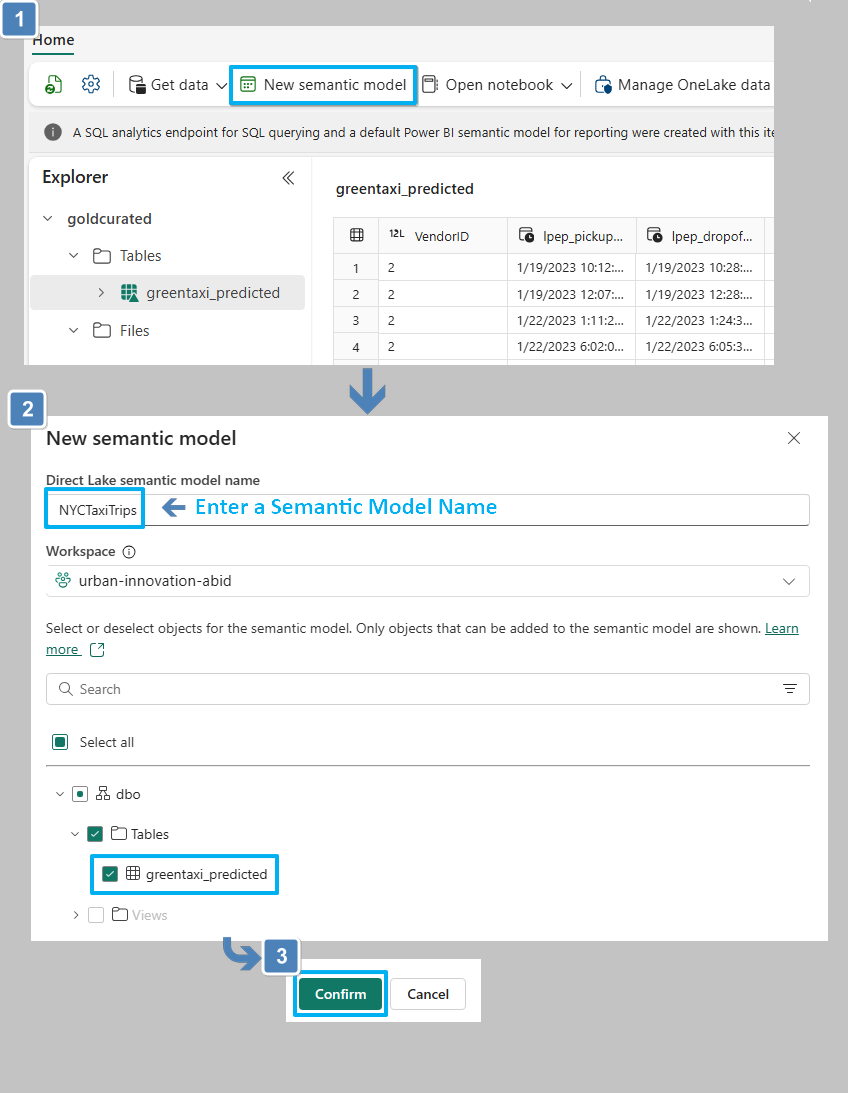 1
Home
Get data New semantic model Open notebook Manage OneLake data
A SQL analytics endpoint for SQL querying and a default Power BI semantic model for reporting were created with this ite
Explorer
goldcurated
Tables
greentaxi_predicted
Files
greentaxi_predicted
12L VendorID lpep_pickup... lpep_dropof...
1 2 1/19/2023 10:12:... 1/19/2023 10:28:...
2 2 1/19/2023 12:07:... 1/19/2023 12:28:...
3 2 1/22/2023 1:11:2... 1/22/2023 1:24:3...
4 2 1/22/2023 6:02:0... 1/22/2023 6:05:3...
2
New semantic model
Direct Lake semantic model name
NYCTaxiTrips Enter a Semantic Model Name
Workspace
urban-innovation-abid
Select or deselect objects for the semantic model. Only objects that can be added to the semantic model are shown. Learn
more
Search
Select all
dbo
Tables
greentaxi_predicted
Views
3
Confirm Cancel